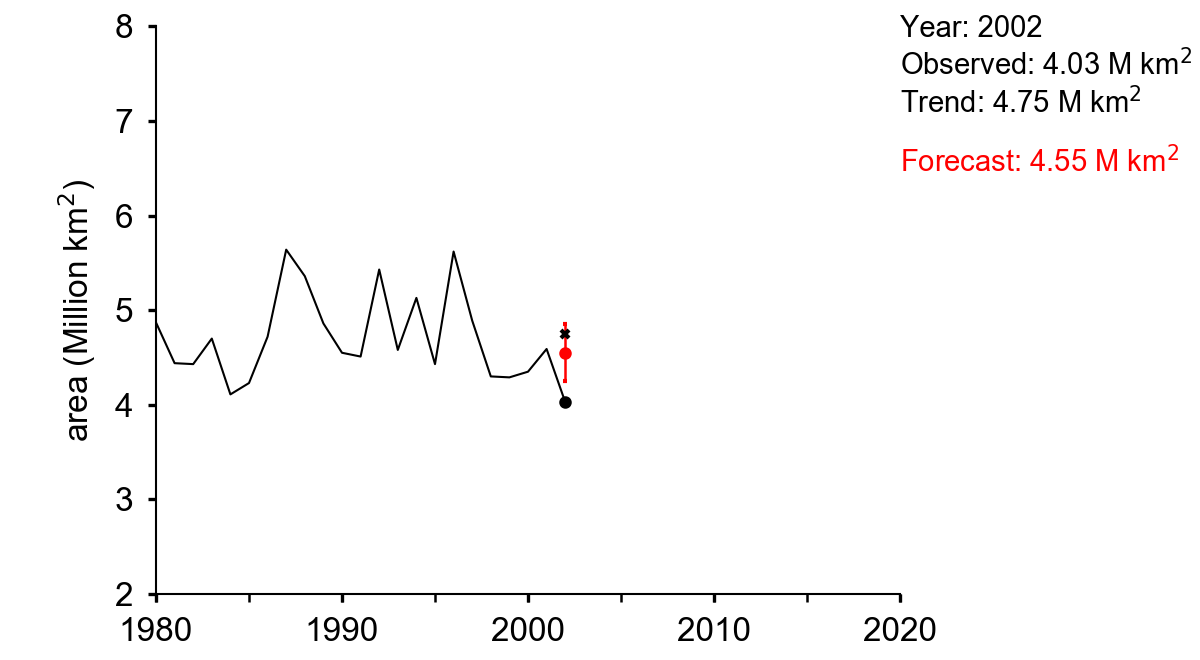 8
7
6
5
4
3
2
area (Million km²)
1980
1990
2000
2010
2020
Year: 2002
Observed: 4.03 M km²
Trend: 4.75 M km²
Forecast: 4.55 M km²